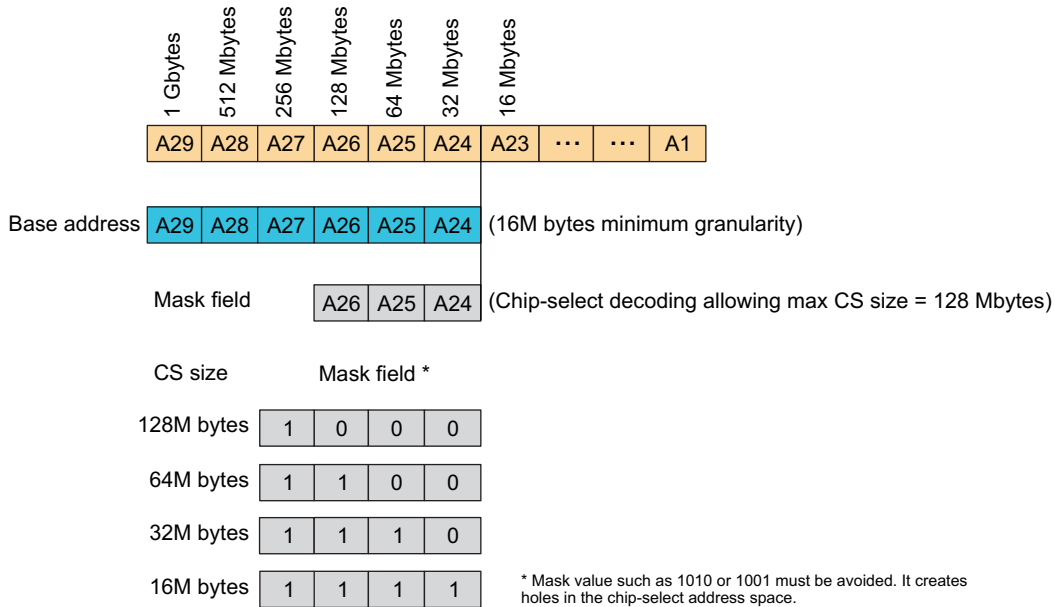 1 Gbytes
512 Mbytes
256 Mbytes
128 Mbytes
64 Mbytes
32 Mbytes
16 Mbytes
A29 A28 A27 A26 A25 A24 A23 ... ... A1
Base address A29 A28 A27 A26 A25 A24 (16M bytes minimum granularity)
Mask field A26 A25 A24 (Chip-select decoding allowing max CS size = 128 Mbytes)
CS size Mask field *
128M bytes 1 0 0 0
64M bytes 1 1 0 0
32M bytes 1 1 1 0
16M bytes 1 1 1 1
* Mask value such as 1010 or 1001 must be avoided. It creates
holes in the chip-select address space.